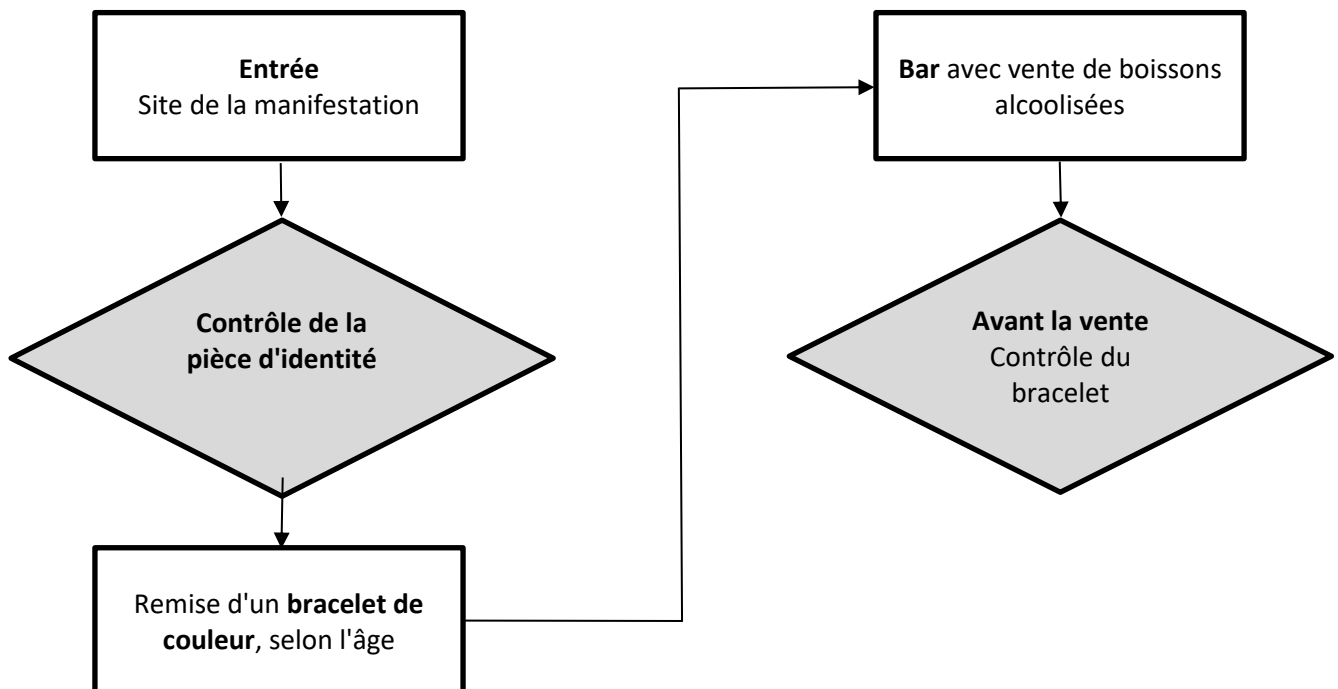 Entrée
Site de la manifestation
Contrôle de la
pièce d'identité
Remise d'un bracelet de
couleur, selon l'âge
Bar avec vente de boissons
alcoolisées
Avant la vente
Contrôle du
bracelet